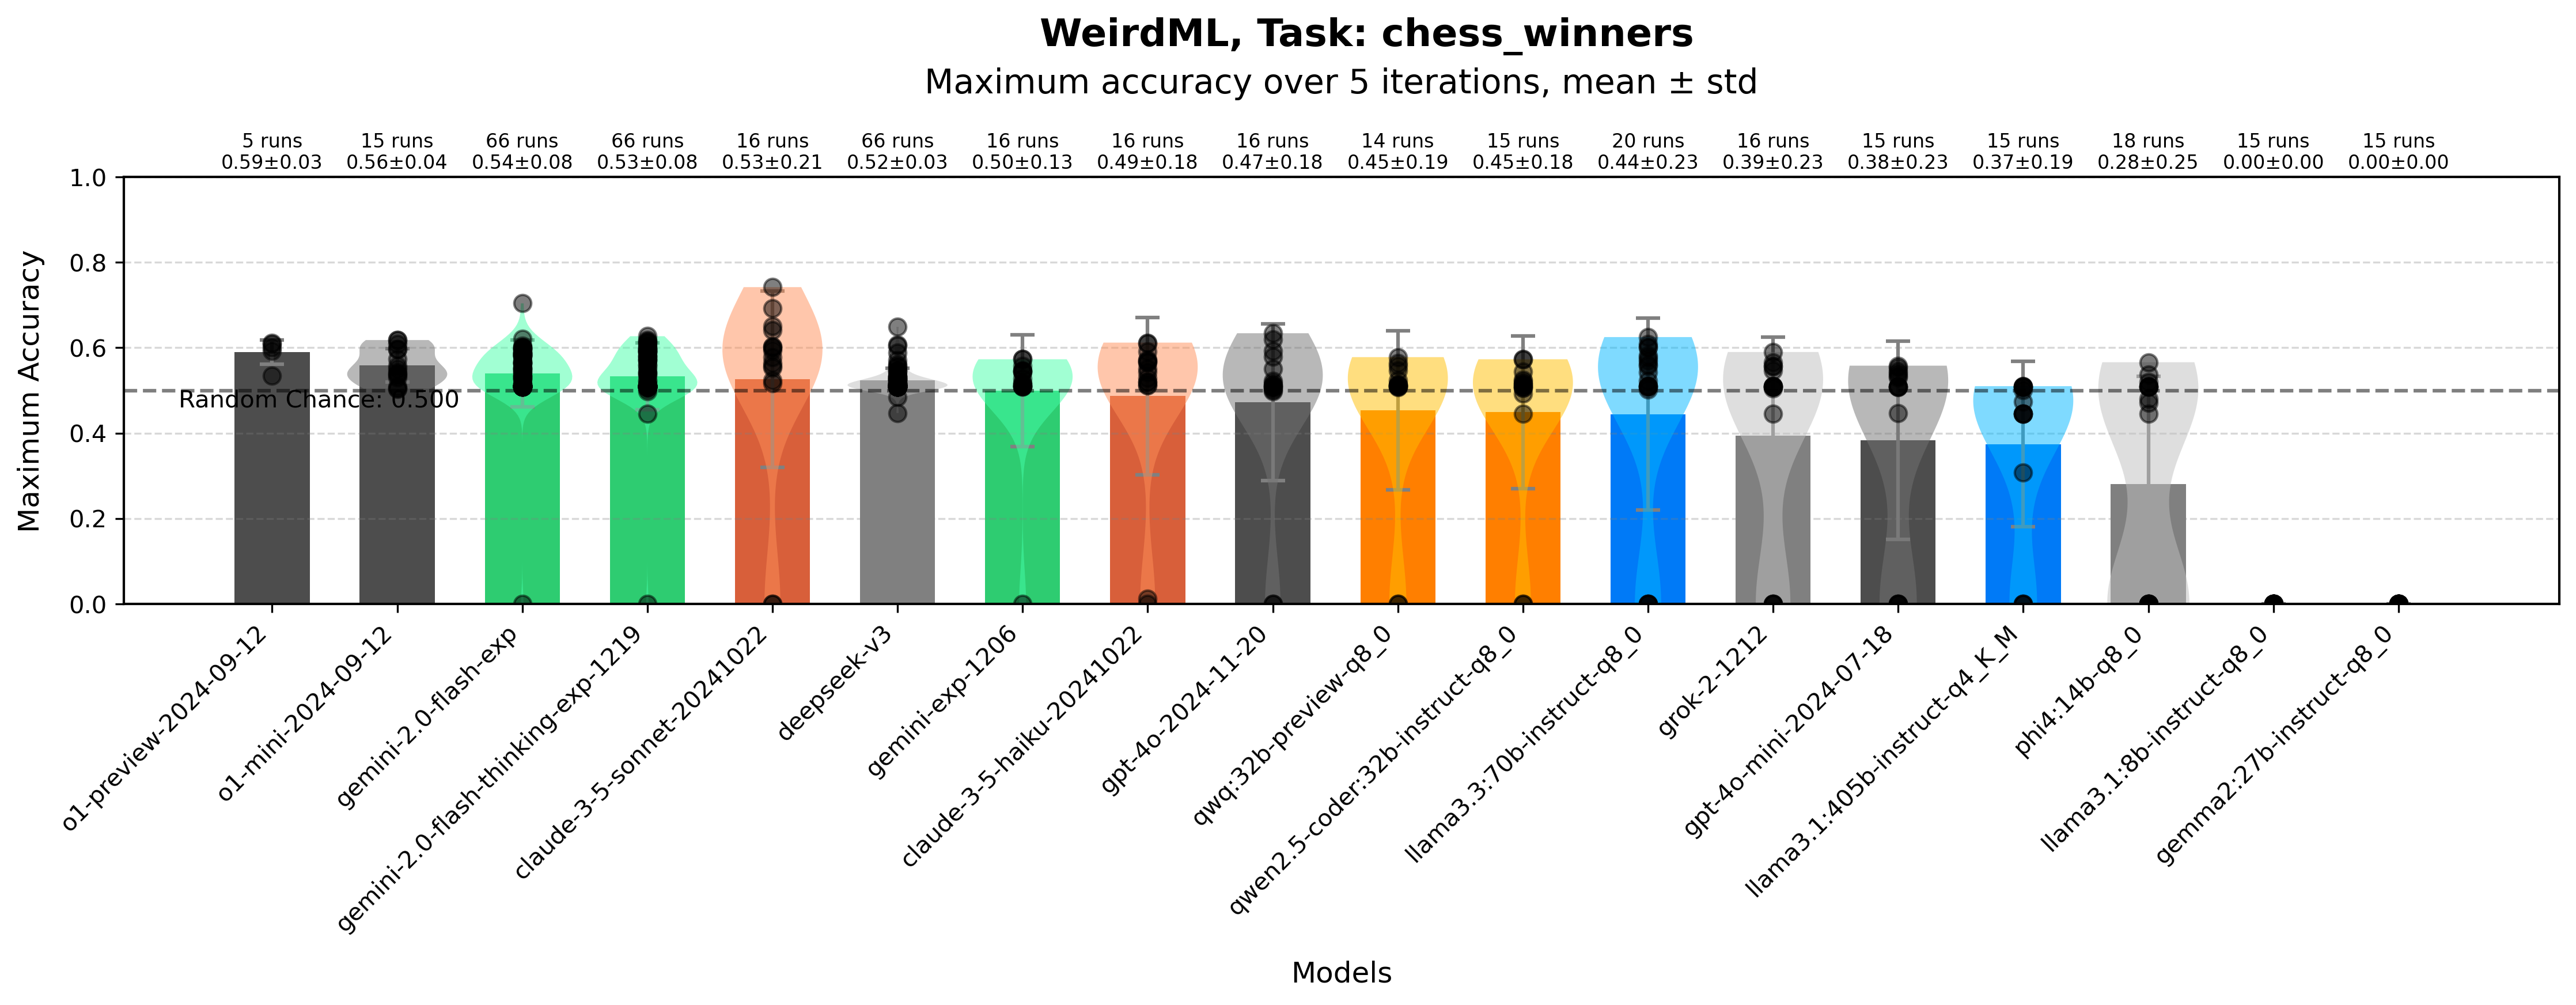 WeirdML, Task: chess_winners
Maximum accuracy over 5 iterations, mean ± std
5 runs 15 runs 66 runs 66 runs 16 runs 66 runs 16 runs 16 runs 16 runs 14 runs 15 runs 20 runs 16 runs 15 runs 15 runs 18 runs 15 runs 15 runs
0.59±0.03 0.56±0.04 0.54±0.08 0.53±0.08 0.53±0.21 0.52±0.03 0.50±0.13 0.49±0.18 0.47±0.18 0.45±0.19 0.45±0.18 0.44±0.23 0.39±0.23 0.38±0.23 0.37±0.19 0.28±0.25 0.00±0.00 0.00±0.00
Maximum Accuracy
1.0
0.8
0.6
0.4
0.2
0.0
Random Chance: 0.500
o1-preview-2024-09-12
o1-mini-2024-09-12
gemini-2.0-flash-exp
gemini-2.0-flash-thinking-exp-1219
claude-3-5-sonnet-20241022
deepseek-v3
gemini-exp-1206
claude-3-5-haiku-20241022
gpt-4o-2024-11-20
qwq:32b-preview-q8_0
qwen2.5-coder:32b-instruct-q8_0
llama3.3:70b-instruct-q8_0
grok-2-1212
gpt-4o-mini-2024-07-18
llama3.1:405b-instruct-q4_K_M
phi4:14b-q8_0
llama3.1:8b-instruct-q8_0
gemma2:27b-instruct-q8_0
Models